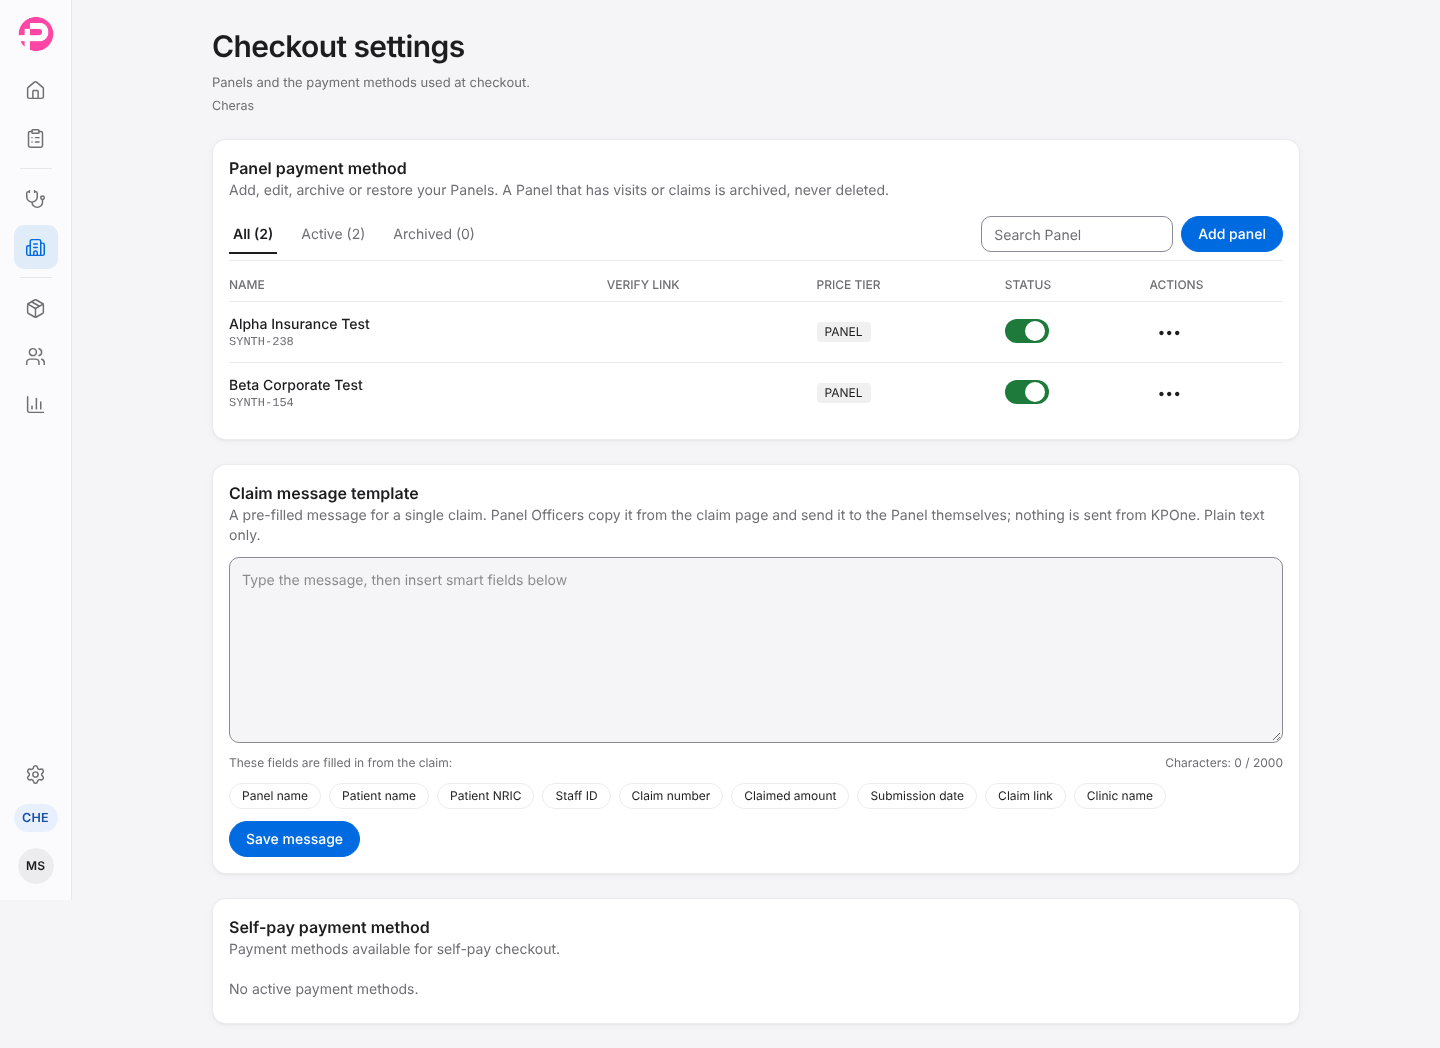 Checkout settings
Panels and the payment methods used at checkout.
Cheras
Panel payment method
Add, edit, archive or restore your Panels. A Panel that has visits or claims is archived, never deleted.
All (2) Active (2) Archived (0) Search Panel Add panel
NAME VERIFY LINK PRICE TIER STATUS ACTIONS
Alpha Insurance Test
SYNTH-238
PANEL
Beta Corporate Test
SYNTH-154
PANEL
Claim message template
A pre-filled message for a single claim. Panel Officers copy it from the claim page and send it to the Panel themselves; nothing is sent from KPOne. Plain text
only.
Type the message, then insert smart fields below
These fields are filled in from the claim: Characters: 0 / 2000
Panel name Patient name Patient NRIC Staff ID Claim number Claimed amount Submission date Claim link Clinic name
Save message
Self-pay payment method
Payment methods available for self-pay checkout.
No active payment methods.
CHE
MS